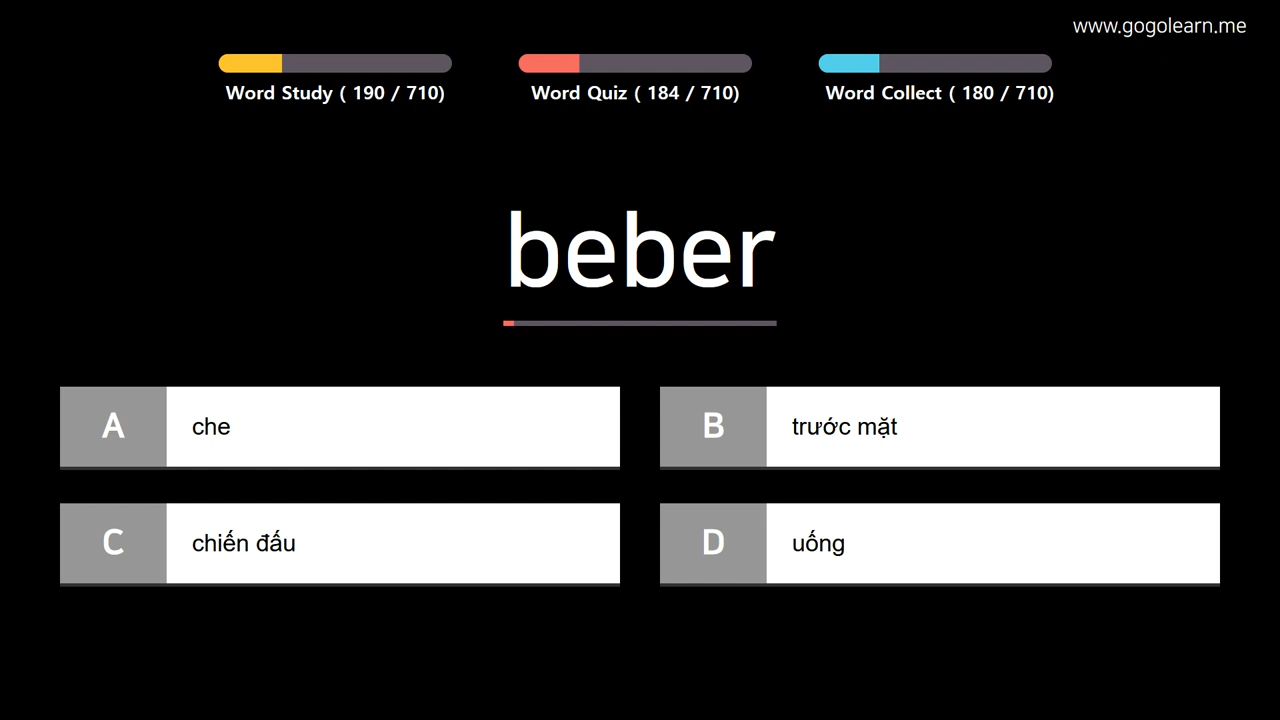 www.gogolearn.me
Word Study ( 190 / 710)
Word Quiz ( 184 / 710)
Word Collect ( 180 / 710)
beber
A che
B trước mặt
C chiến đấu
D uống